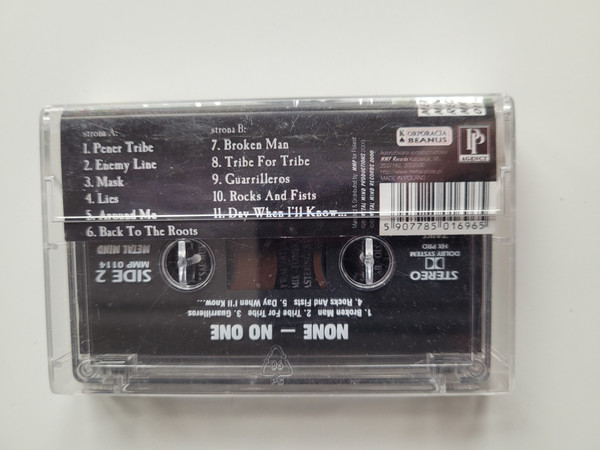 strona A:
1. Pener Tribe
2. Enemy Line
3. Mask
4. Lies
5. Around Me
6. Back To The Roots
strona B:
7. Broken Man
8. Tribe For Tribe
9. Guarrilleros
10. Rocks And Fists
11. Day When I'll Know...
KORPORACJA
BEANUS
PP
AGENCY
MADE IN POLAND
5 907785 016965
SIDE 2
MMP 0114
METAL MIND
STEREO
DOLBY SYSTEM
HX PRO
NONE — NO ONE
1. Broken Man 2. Tribe For Tribe 3. Guarrilleros
4. Rocks And Fists 5. Day When I'll Know...